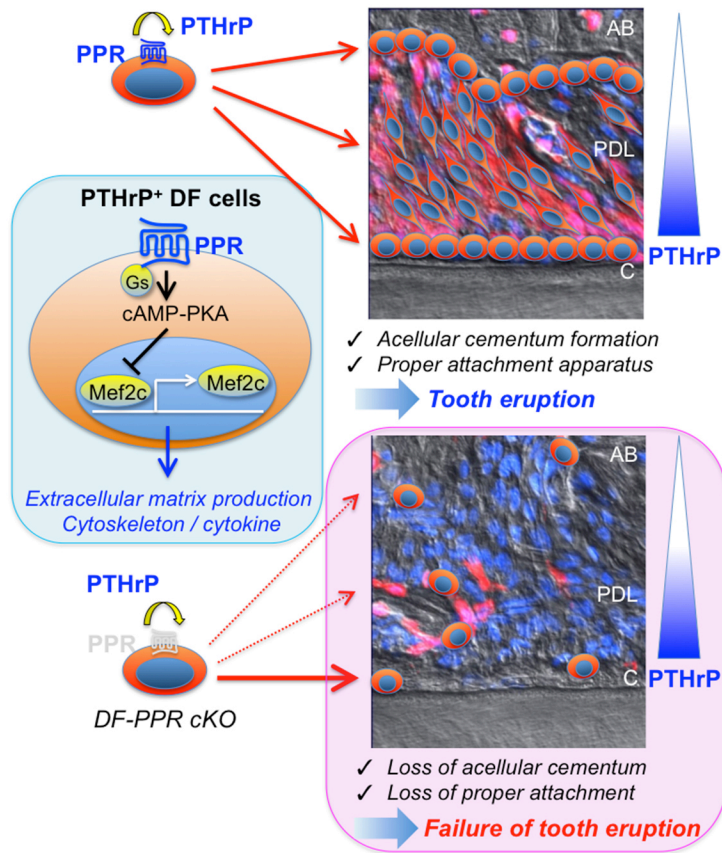 PTHrP
PPR
AB
PDL
C
PTHrP
PTHrP⁺ DF cells
PPR
Gs
cAMP-PKA
Mef2c
Mef2c
Extracellular matrix production
Cytoskeleton / cytokine
✓ Acellular cementum formation
✓ Proper attachment apparatus
Tooth eruption
PTHrP
PPR
DF-PPR cKO
AB
PDL
C
PTHrP
✓ Loss of acellular cementum
✓ Loss of proper attachment
Failure of tooth eruption